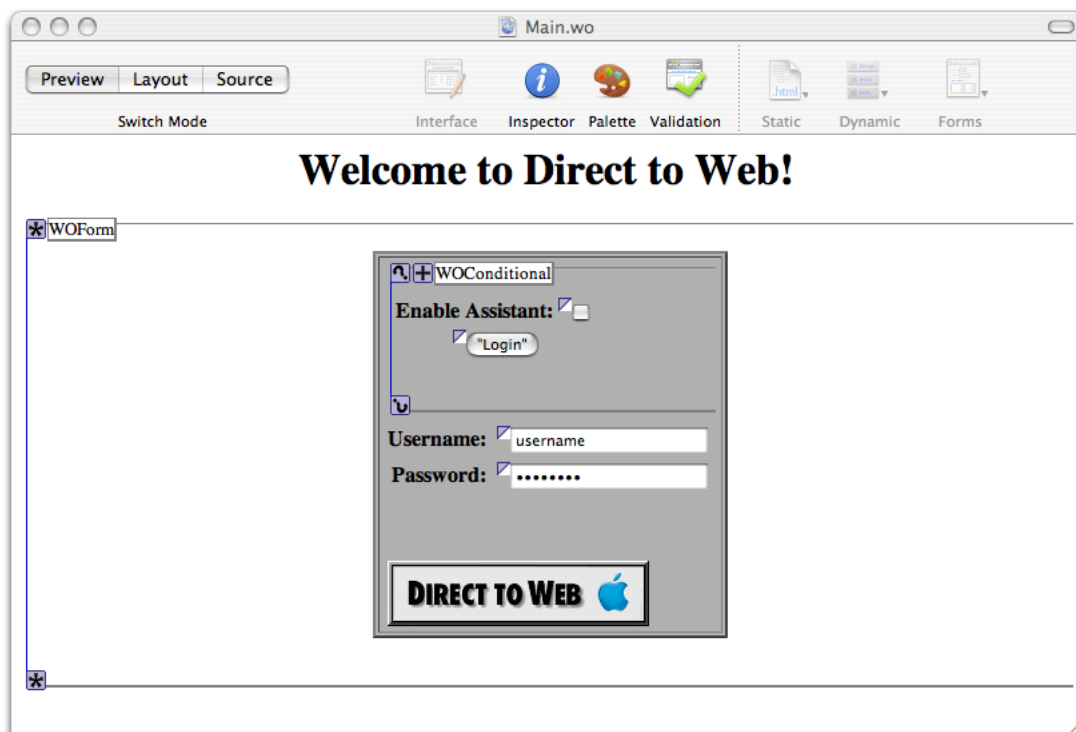 Main.wo
Preview Layout Source
Switch Mode Interface Inspector Palette Validation .html Static Dynamic Forms
Welcome to Direct to Web!
WOForm
WOConditional
Enable Assistant:
"Login"
Username: username
Password: ••••••••
DIRECT TO WEB